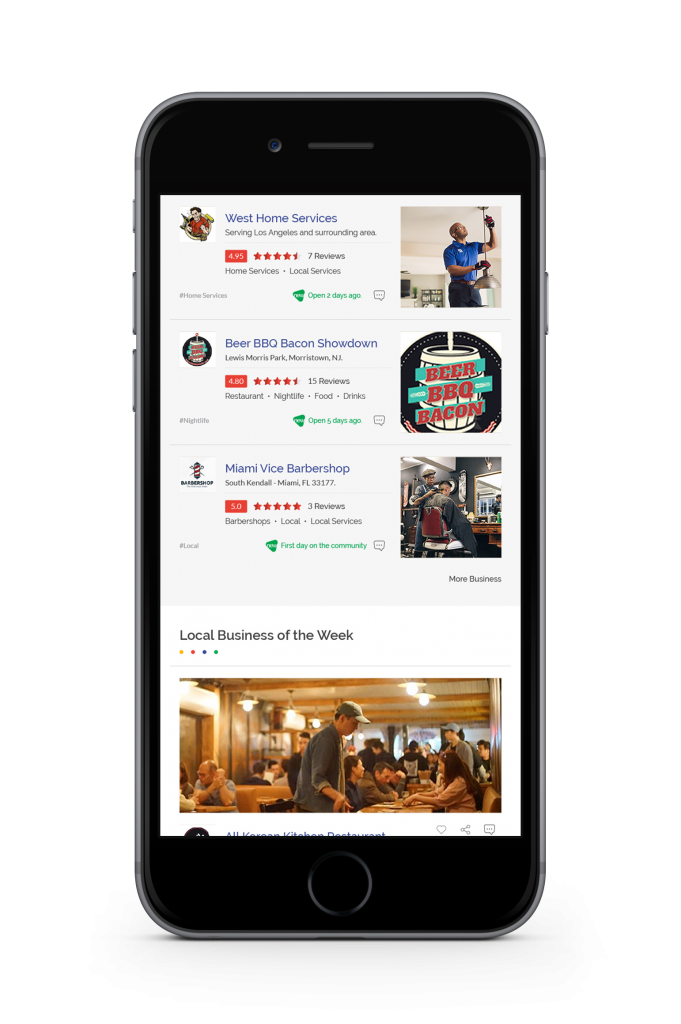 West Home Services
Serving Los Angeles and surrounding area.
4.95 7 Reviews
Home Services • Local Services
#Home Services new Open 2 days ago
Beer BBQ Bacon Showdown
Lewis Morris Park, Morristown, NJ.
4.80 15 Reviews
Restaurant • Nightlife • Food • Drinks
#Nightlife new Open 5 days ago
BEER
BBQ
BACON
Miami Vice Barbershop
BARBERSHOP
South Kendall - Miami, FL 33177.
5.0 3 Reviews
Barbershops • Local • Local Services
#Local new First day on the community
More Business
Local Business of the Week
All Korean Kitchen Restaurant